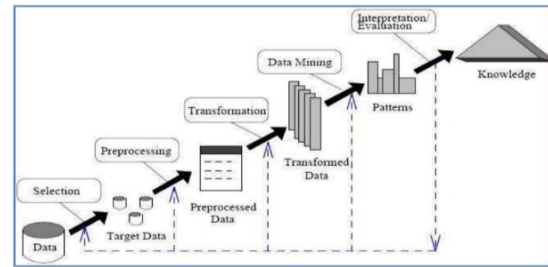 Interpretation/
Evaluation
Data Mining
Knowledge
Patterns
Transformation
Transformed
Data
Preprocessing
Preprocessed
Data
Selection
Target Data
Data